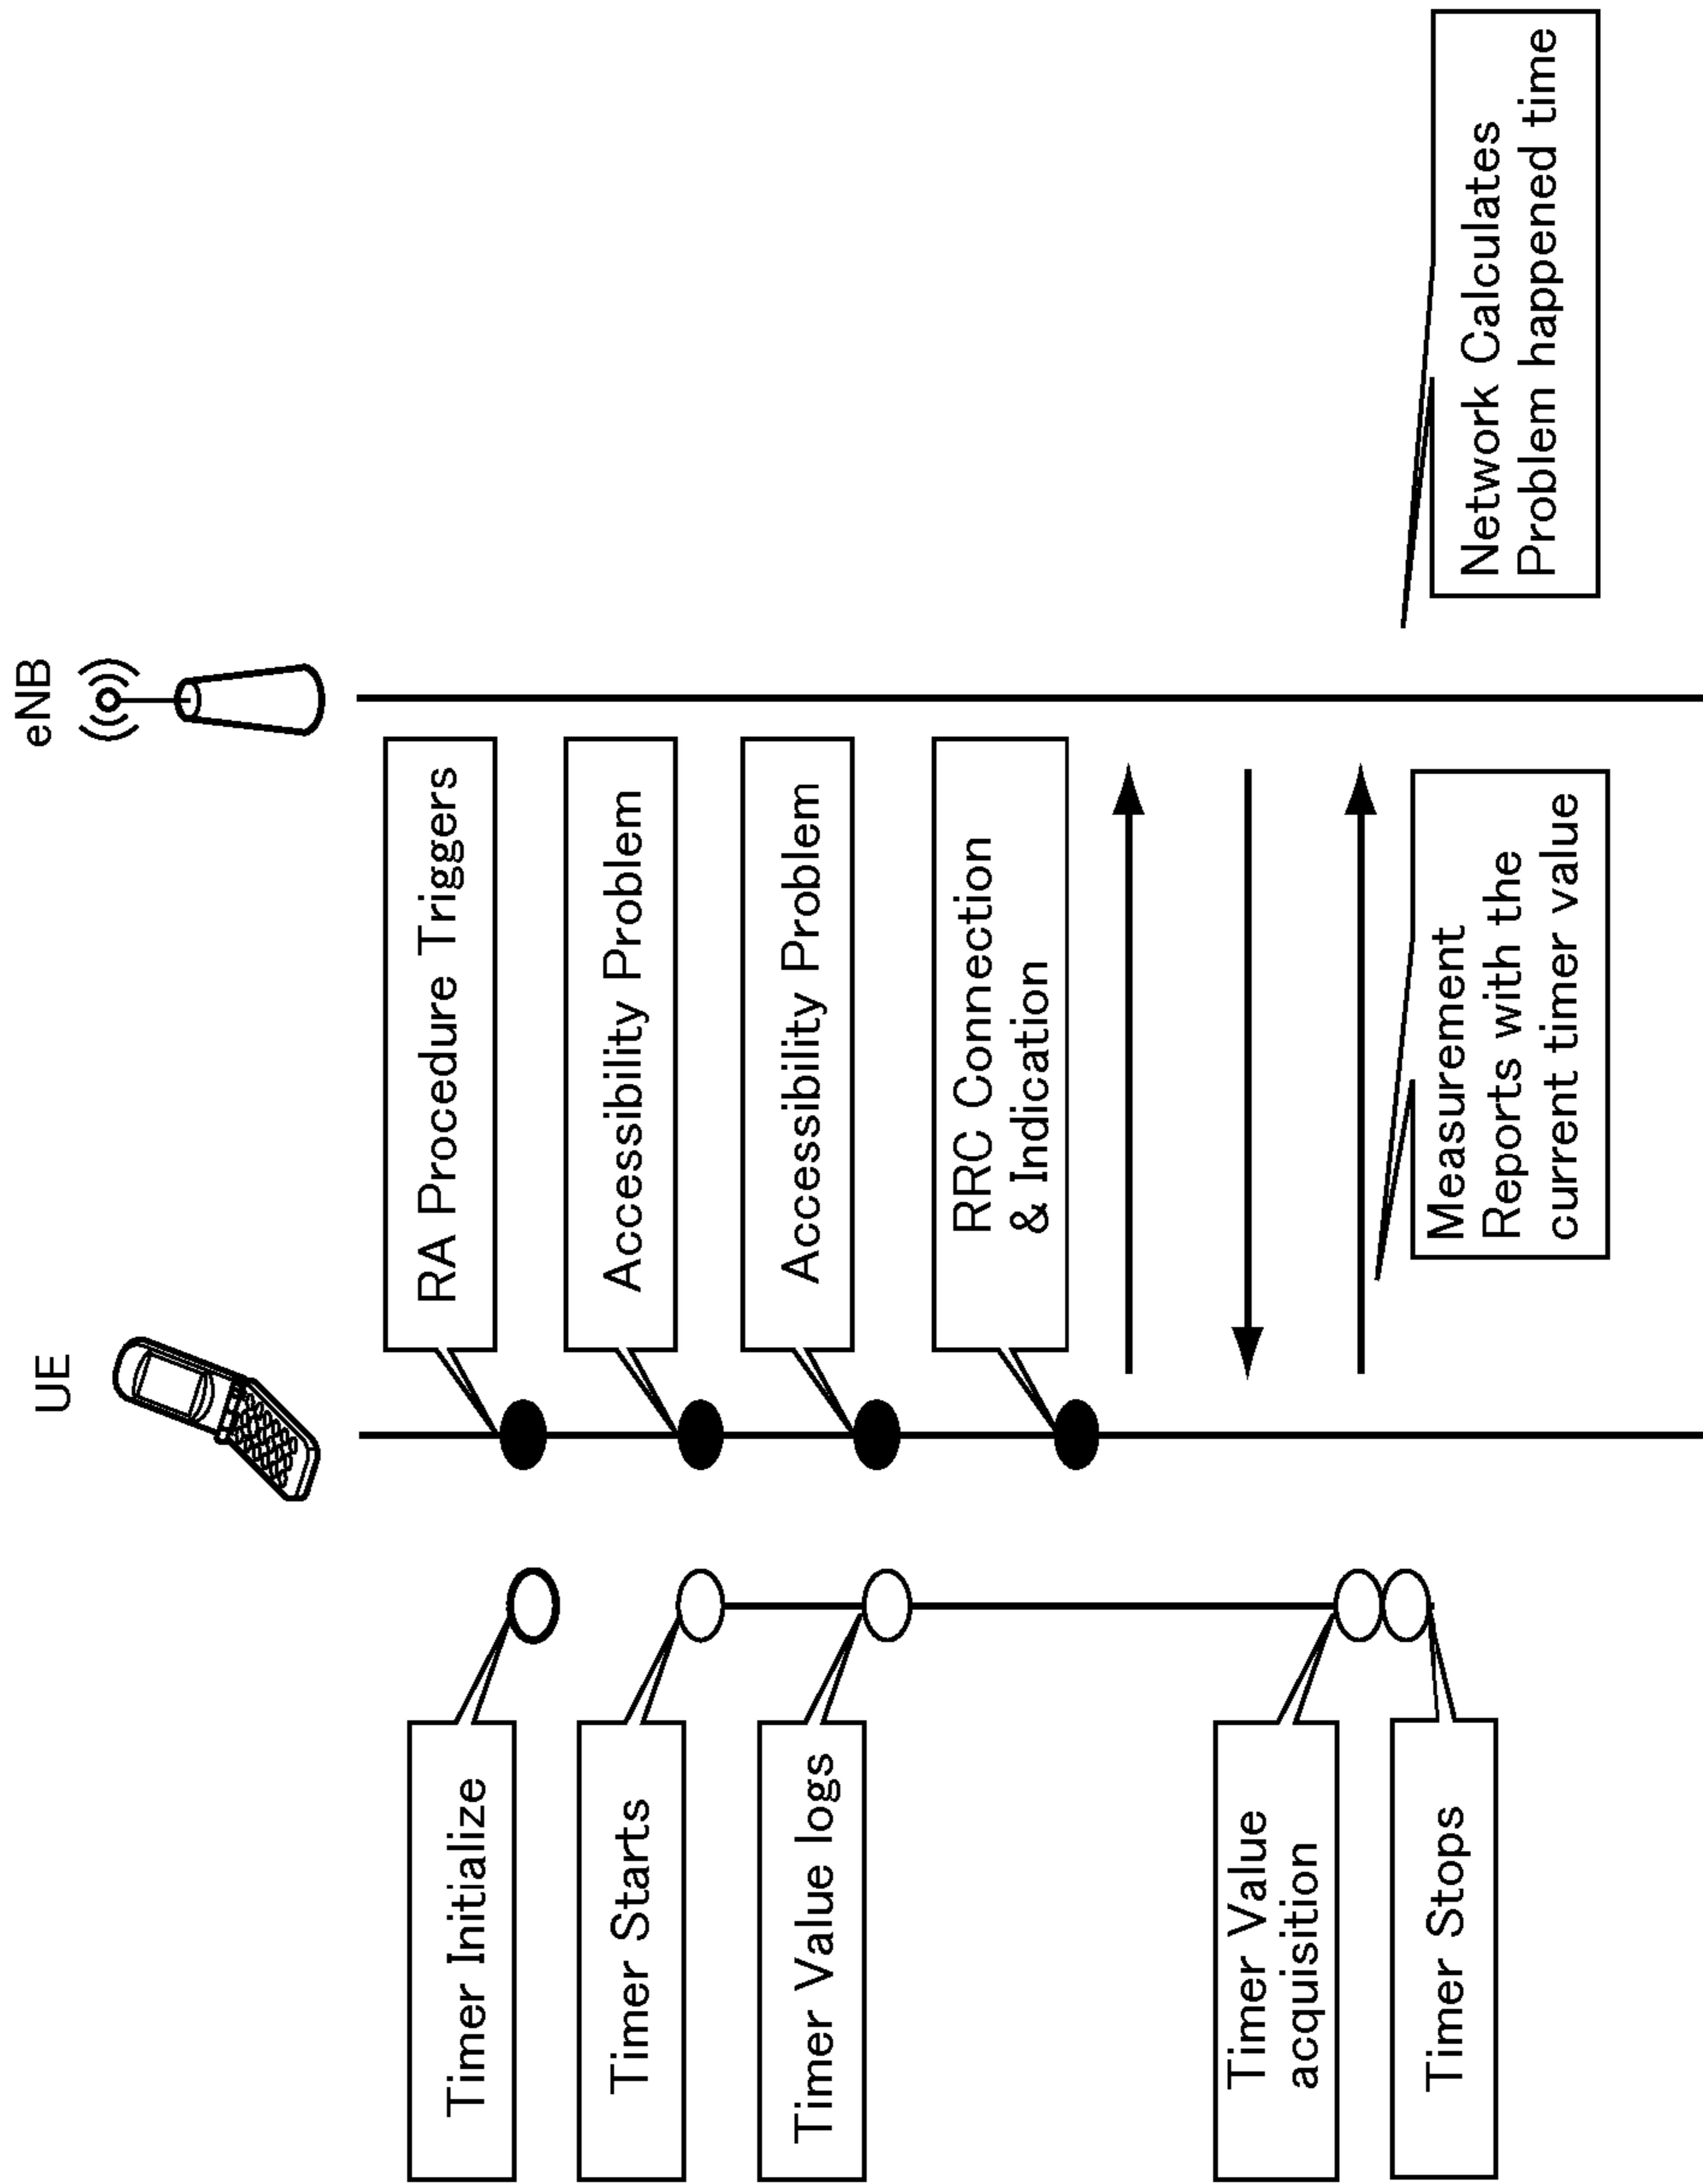 UE
eNB
Timer Initialize
RA Procedure Triggers
Timer Starts
Accessibility Problem
Timer Value logs
Accessibility Problem
RRC Connection
& Indication
Timer Value
acquisition
Timer Stops
Measurement
Reports with the
current timer value
Network Calculates
Problem happened time